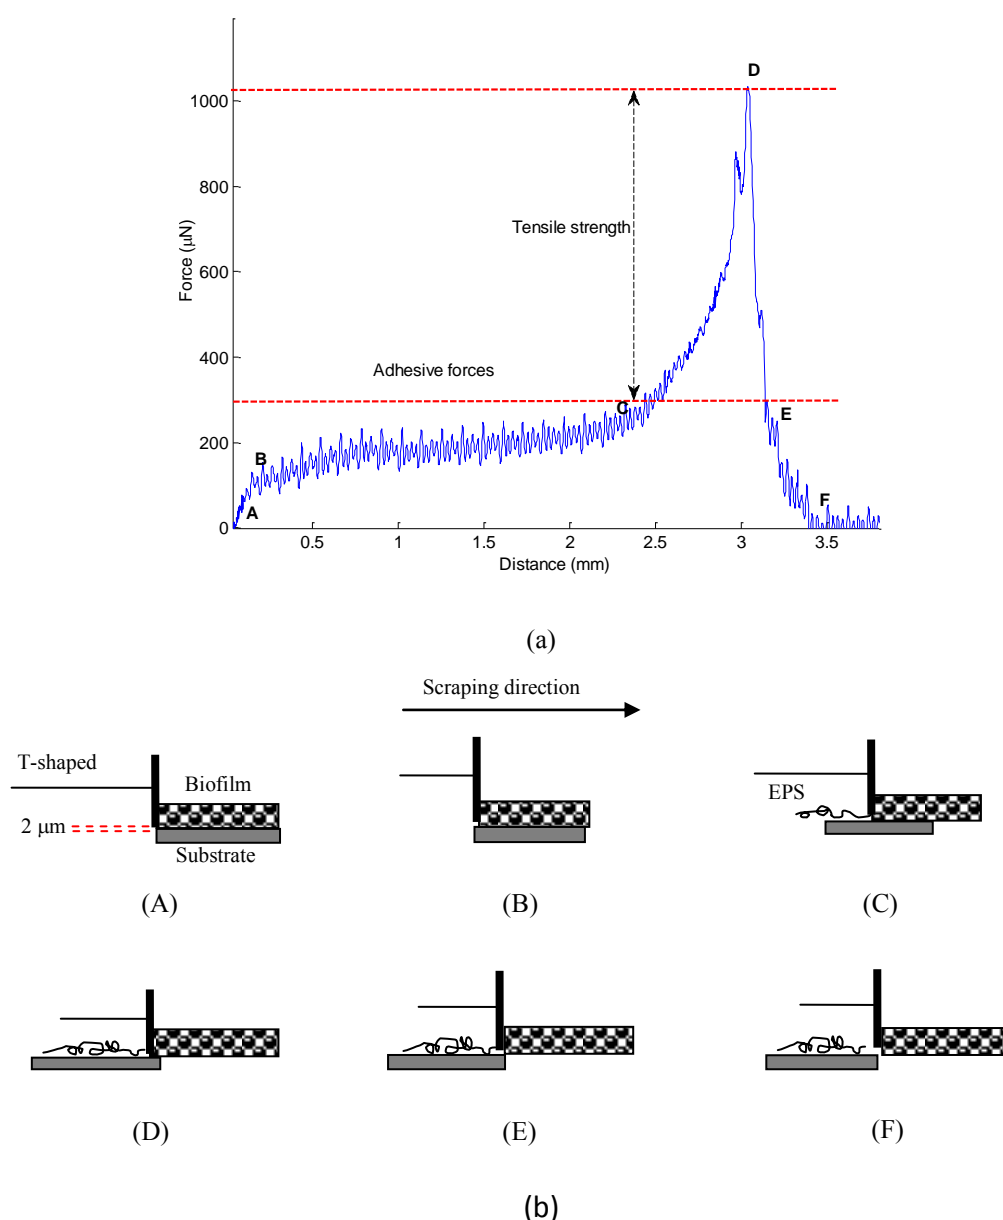 D
1000
800
Tensile strength
Force (μN)
600
400
Adhesive forces
C
E
200
B
F
A
0
0.5 1 1.5 2 2.5 3 3.5
Distance (mm)
(a)
Scraping direction
T-shaped
Biofilm
EPS
2 μm
Substrate
(A) (B) (C)
(D) (E) (F)
(b)